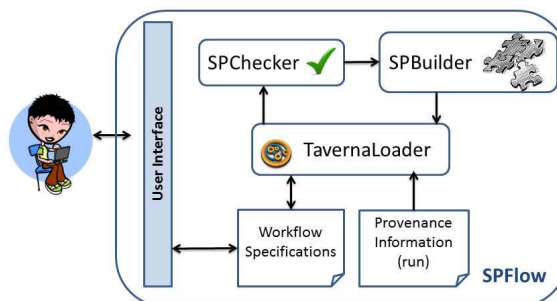 SPChecker
SPBuilder
User Interface
TavernaLoader
Workflow
Specifications
Provenance
Information
(run)
SPFlow